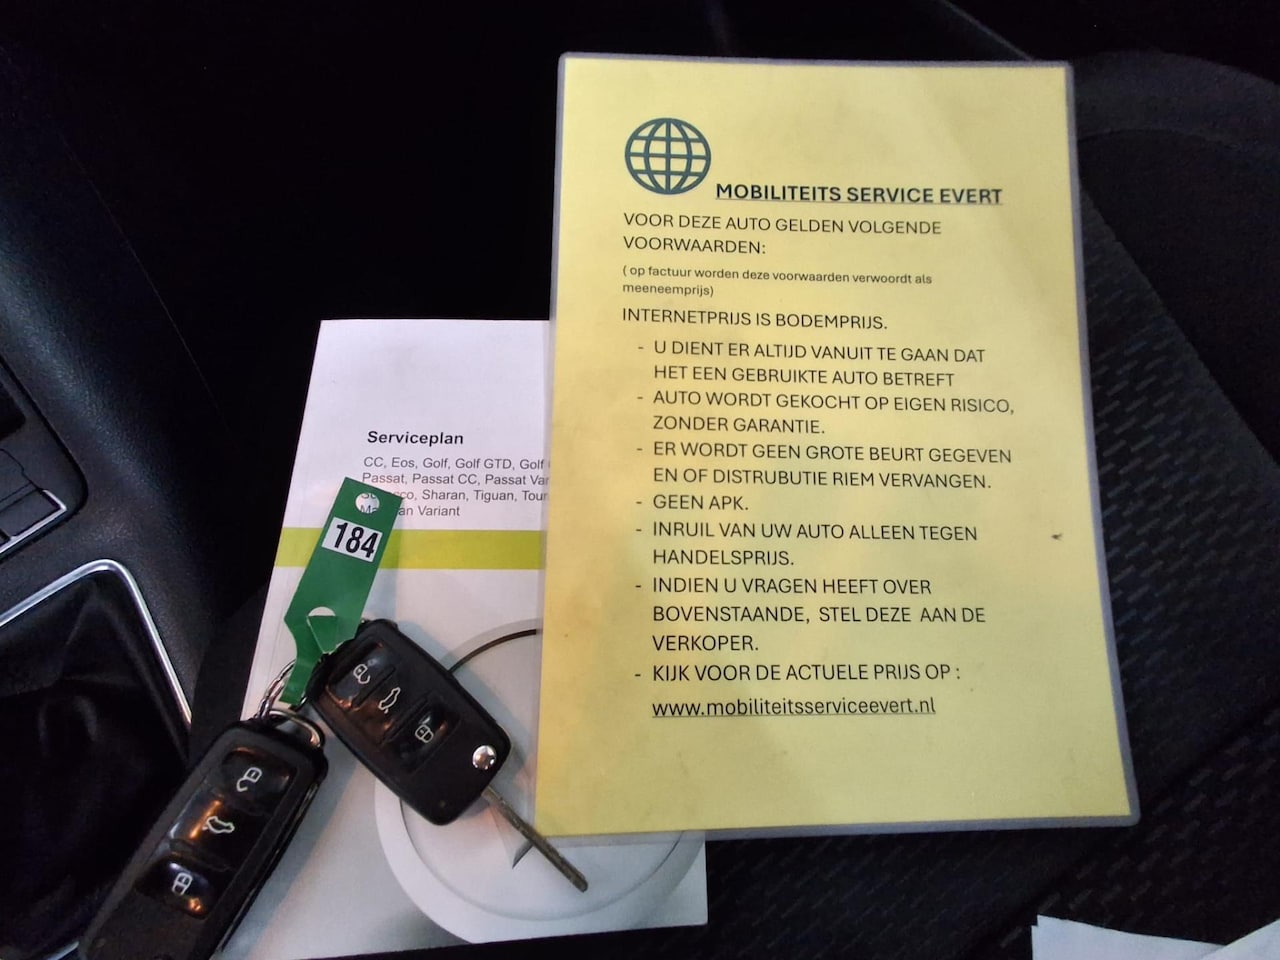 MOBILITEITS SERVICE EVERT
VOOR DEZE AUTO GELDEN VOLGENDE
VOORWAARDEN:
( op factuur worden deze voorwaarden verwoordt als
meeneemprijs)
INTERNETPRIJS IS BODEMPRIJS.
- U DIENT ER ALTIJD VANUIT TE GAAN DAT
HET EEN GEBRUIKTE AUTO BETREFT
- AUTO WORDT GEKOCHT OP EIGEN RISICO,
ZONDER GARANTIE.
- ER WORDT GEEN GROTE BEURT GEGEVEN
EN OF DISTRUBUTIE RIEM VERVANGEN.
- GEEN APK.
- INRUIL VAN UW AUTO ALLEEN TEGEN
HANDELSPRIJS.
- INDIEN U VRAGEN HEEFT OVER
BOVENSTAANDE, STEL DEZE AAN DE
VERKOPER.
- KIJK VOOR DE ACTUELE PRIJS OP :
www.mobiliteitsserviceevert.nl
Serviceplan
CC, Eos, Golf, Golf GTD, Golf
Passat, Passat CC, Passat
Sharan, Tiguan,
Variant
184